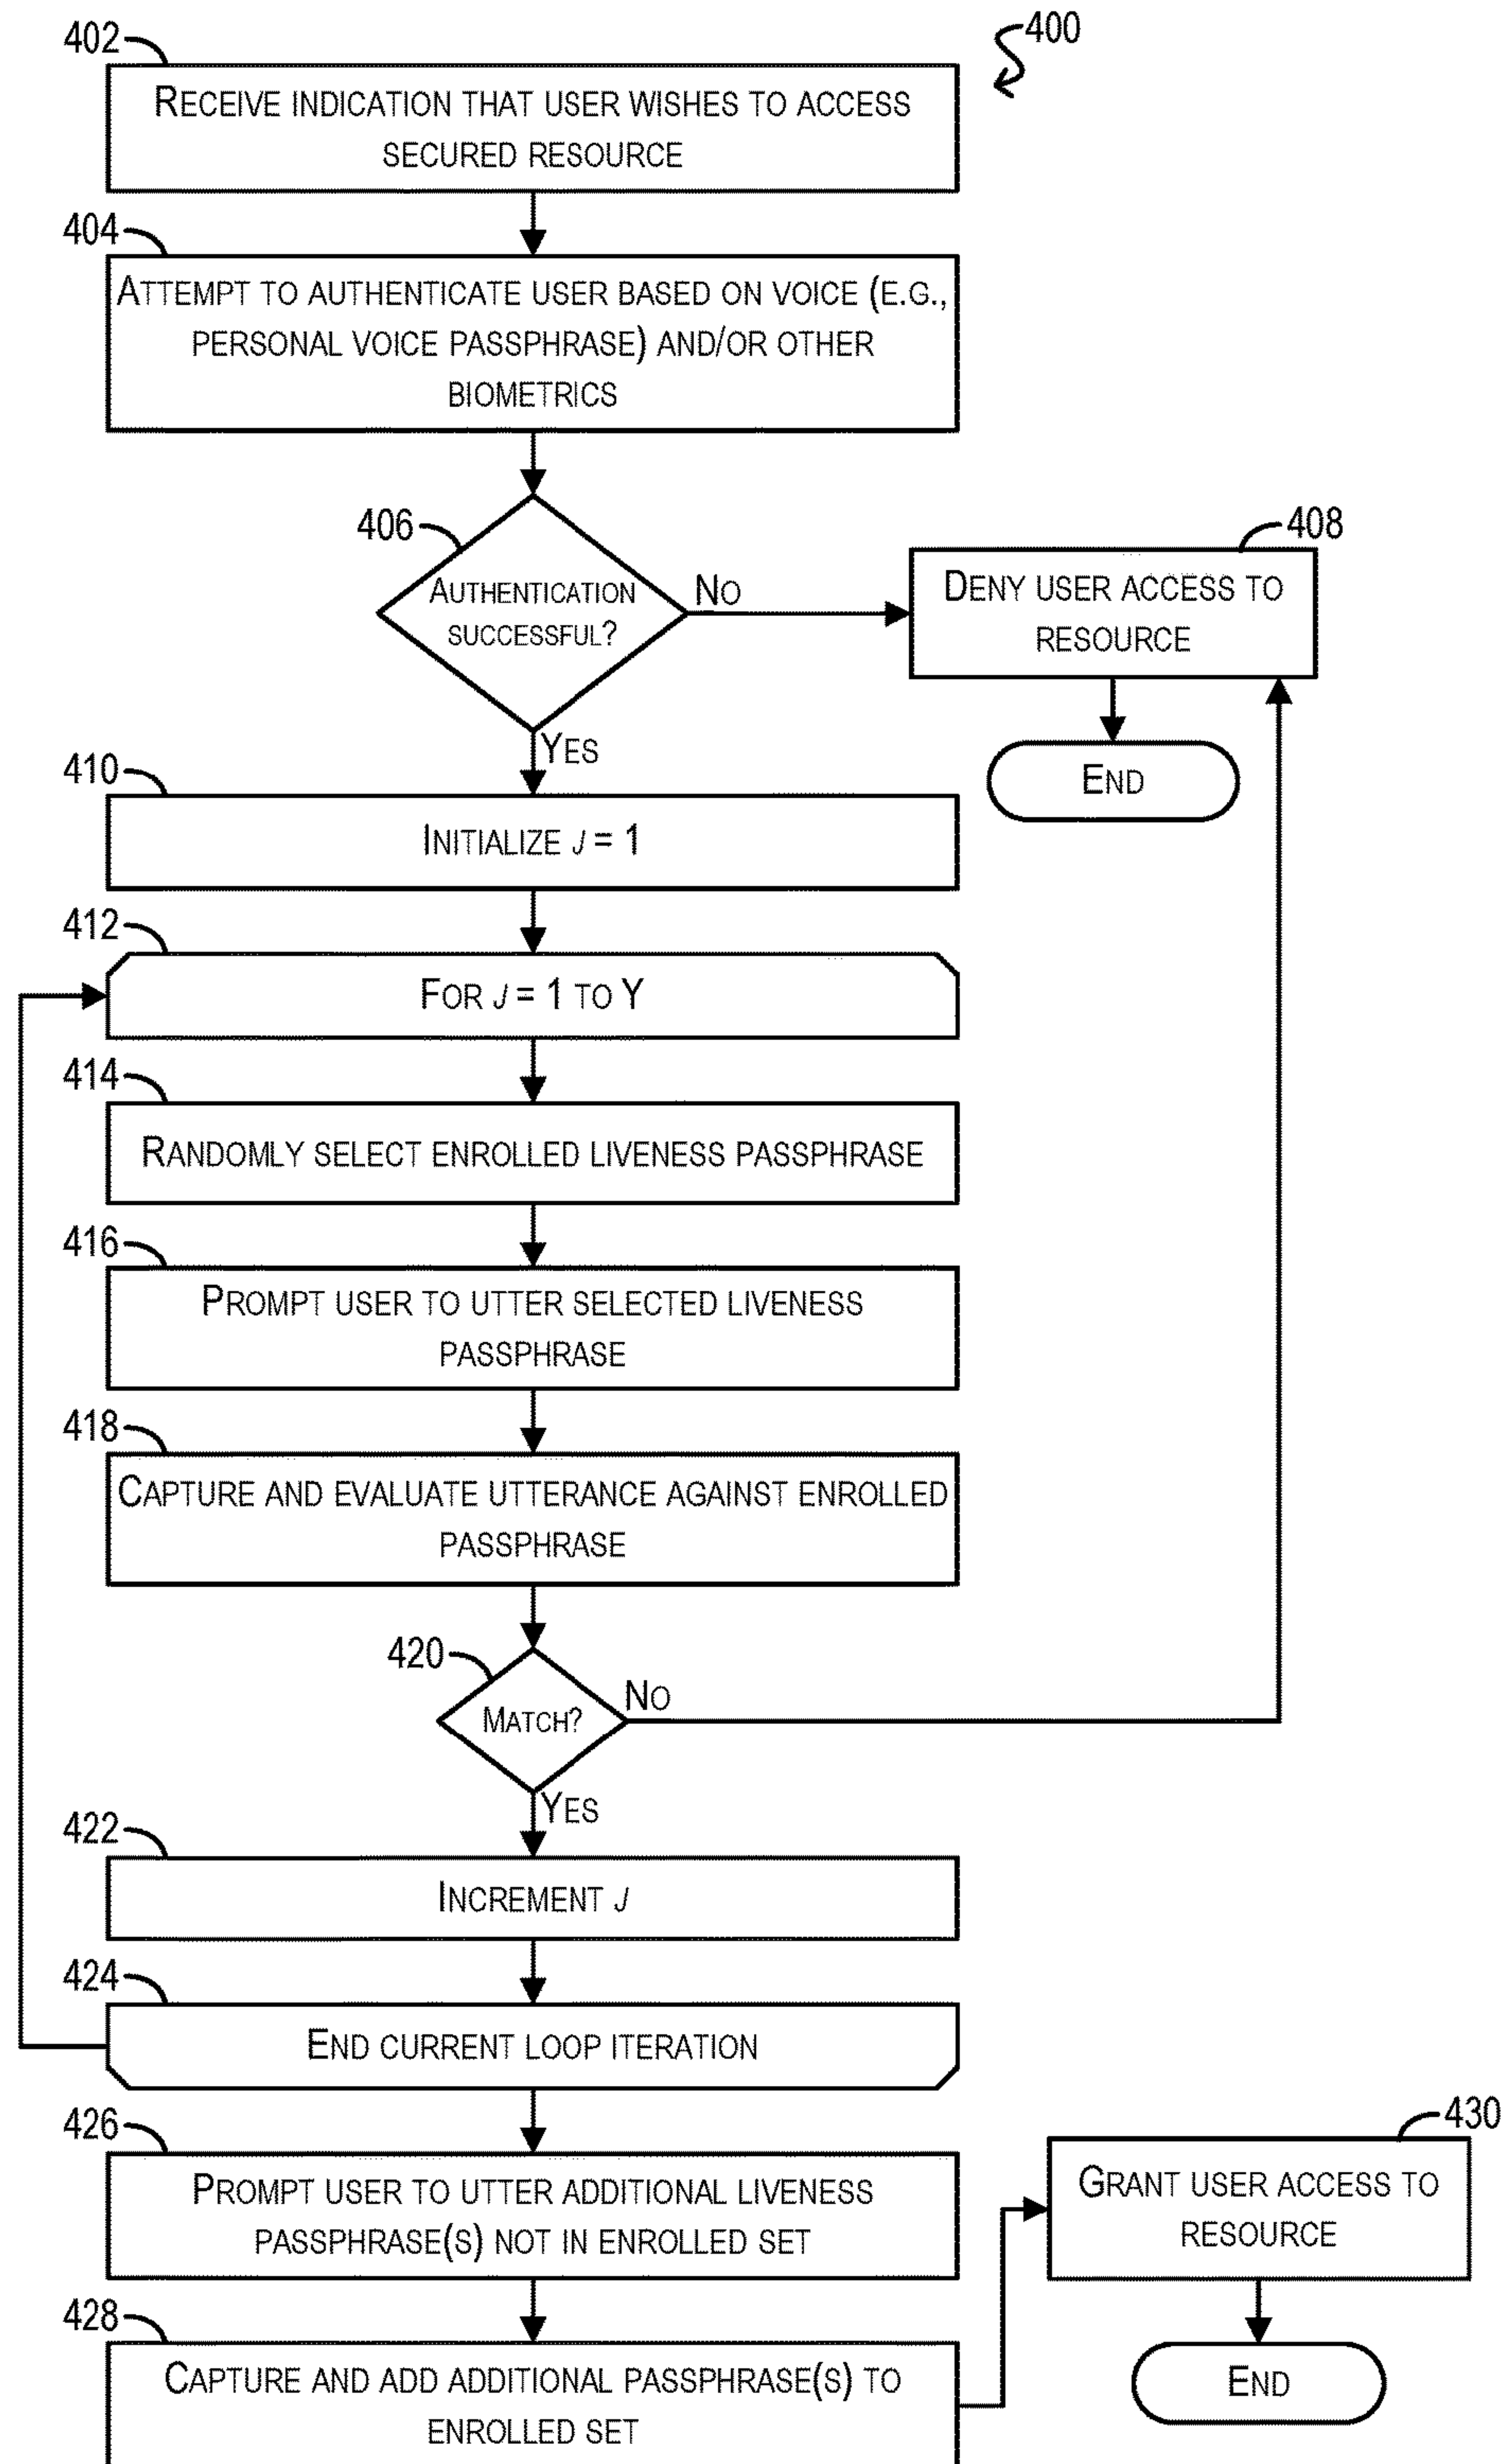 400
402
RECEIVE INDICATION THAT USER WISHES TO ACCESS
SECURED RESOURCE
404
ATTEMPT TO AUTHENTICATE USER BASED ON VOICE (E.G.,
PERSONAL VOICE PASSPHRASE) AND/OR OTHER
BIOMETRICS
406
AUTHENTICATION
SUCCESSFUL?
NO
408
DENY USER ACCESS TO
RESOURCE
END
YES
410
INITIALIZE J = 1
412
FOR J = 1 TO Y
414
RANDOMLY SELECT ENROLLED LIVENESS PASSPHRASE
416
PROMPT USER TO UTTER SELECTED LIVENESS
PASSPHRASE
418
CAPTURE AND EVALUATE UTTERANCE AGAINST ENROLLED
PASSPHRASE
420
MATCH?
NO
YES
422
INCREMENT J
424
END CURRENT LOOP ITERATION
426
PROMPT USER TO UTTER ADDITIONAL LIVENESS
PASSPHRASE(S) NOT IN ENROLLED SET
428
CAPTURE AND ADD ADDITIONAL PASSPHRASE(S) TO
ENROLLED SET
430
GRANT USER ACCESS TO
RESOURCE
END